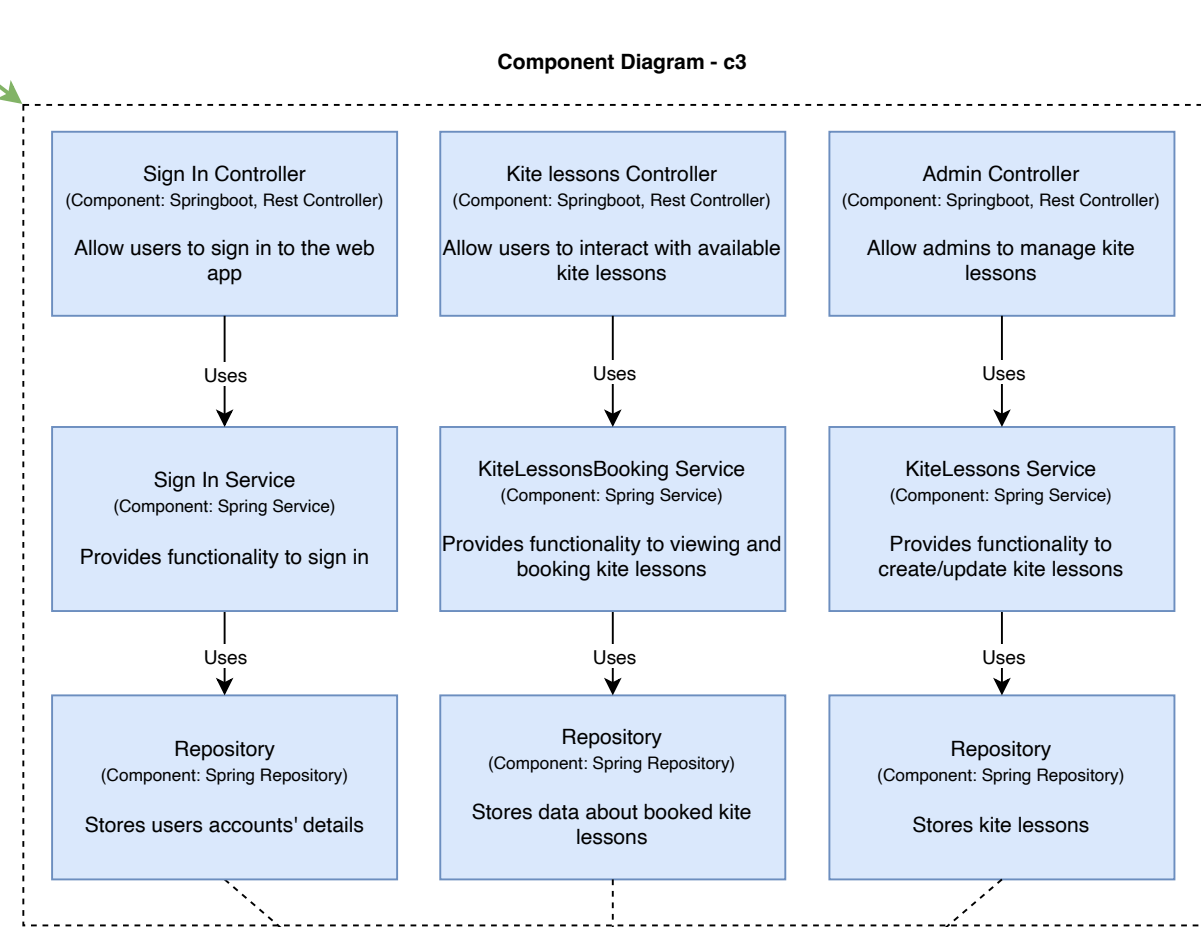 Component Diagram - c3
Sign In Controller
(Component: Springboot, Rest Controller)
Allow users to sign in to the web
app
Kite lessons Controller
(Component: Springboot, Rest Controller)
Allow users to interact with available
kite lessons
Admin Controller
(Component: Springboot, Rest Controller)
Allow admins to manage kite
lessons
Uses
Uses
Uses
Sign In Service
(Component: Spring Service)
Provides functionality to sign in
KiteLessonsBooking Service
(Component: Spring Service)
Provides functionality to viewing and
booking kite lessons
KiteLessons Service
(Component: Spring Service)
Provides functionality to
create/update kite lessons
Uses
Uses
Uses
Repository
(Component: Spring Repository)
Stores users accounts' details
Repository
(Component: Spring Repository)
Stores data about booked kite
lessons
Repository
(Component: Spring Repository)
Stores kite lessons